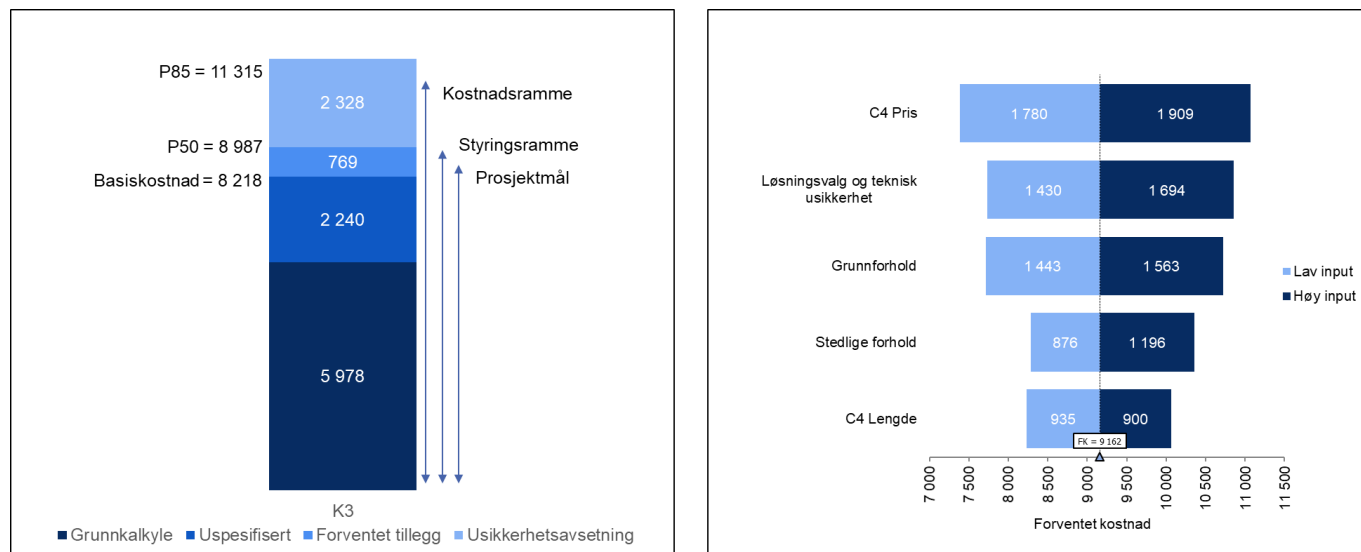 P85 = 11 315
2 328
Kostnadsramme
P50 = 8 987
Styringsramme
769
Prosjektmål
Basiskostnad = 8 218
2 240
5 978
K3
Grunnkalkyle
Uspesifisert
Forventet tillegg
Usikkerhetsavsetning
C4 Pris
1 780
1 909
Løsningsvalg og teknisk
usikkerhet
1 430
1 694
Grunnforhold
1 443
1 563
Lav input
Høy input
Stedlige forhold
876
1 196
C4 Lengde
935
900
FK = 9 162
7 000
7 500
8 000
8 500
9 000
9 500
10 000
10 500
11 000
11 500
Forventet kostnad